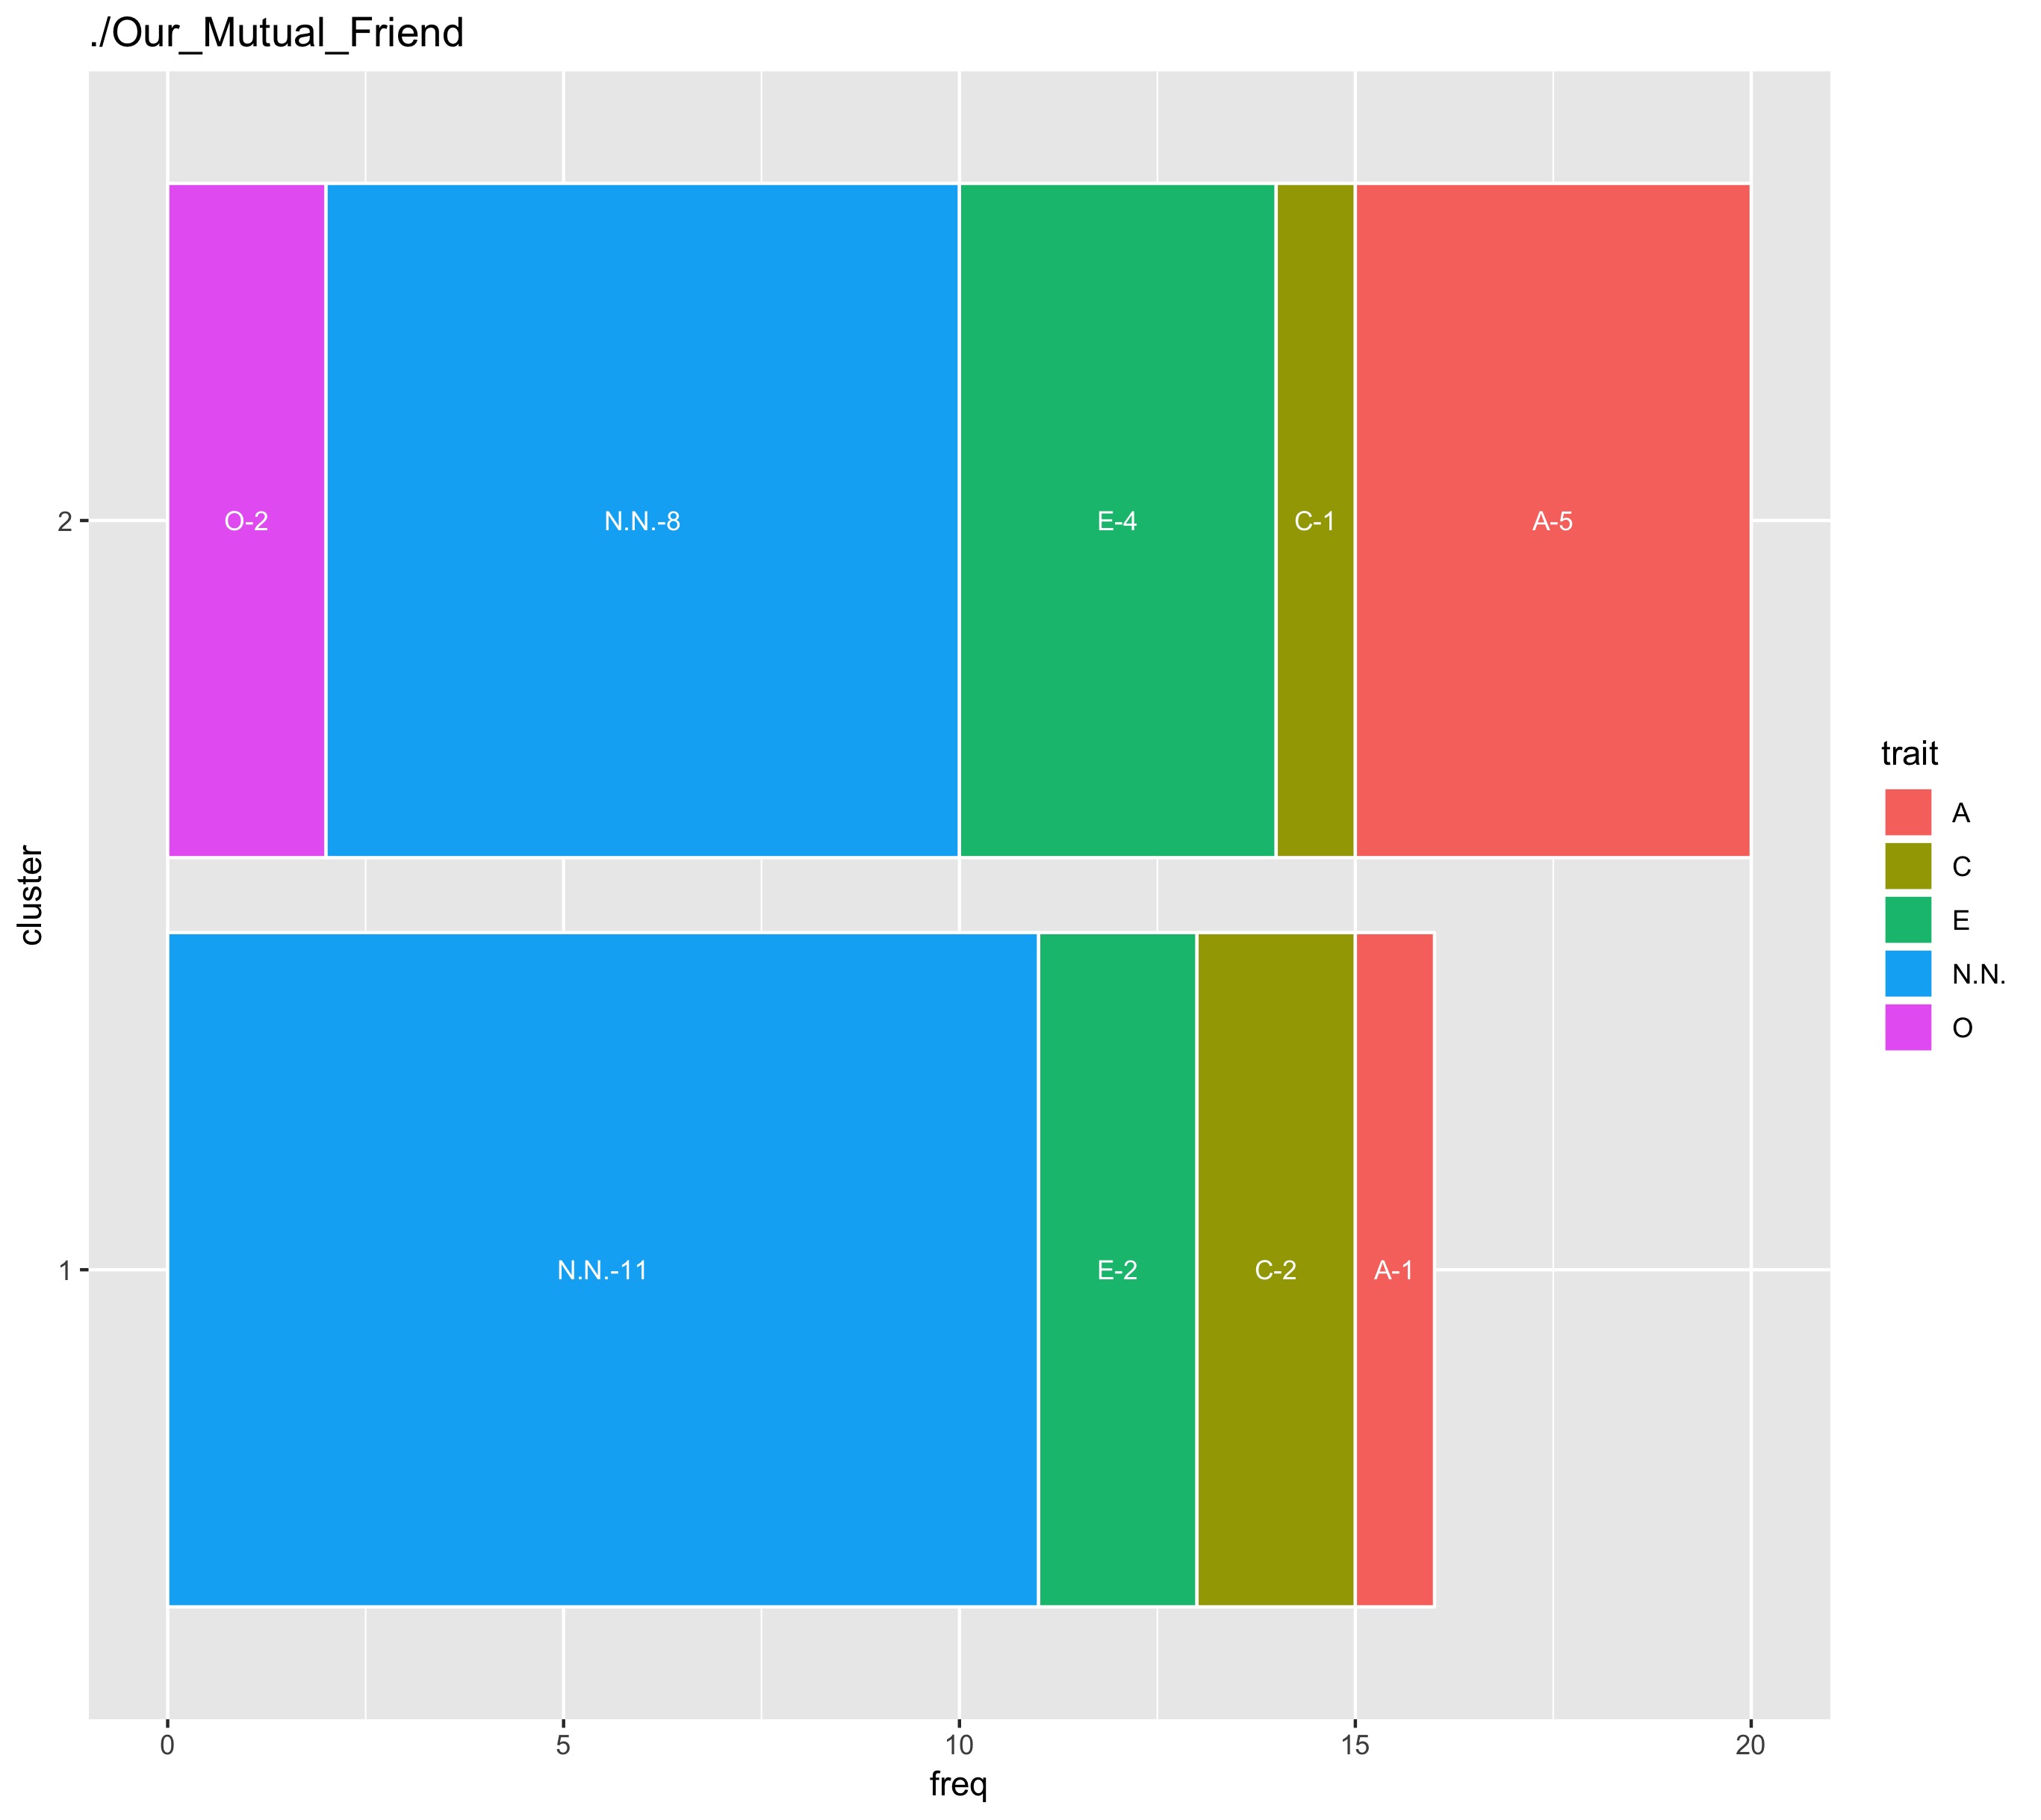 ./Our_Mutual_Friend
cluster
2
O-2
N.N.-8
E-4
C-1
A-5
1
N.N.-11
E-2
C-2
A-1
0
5
10
15
20
freq
trait
A
C
E
N.N.
O